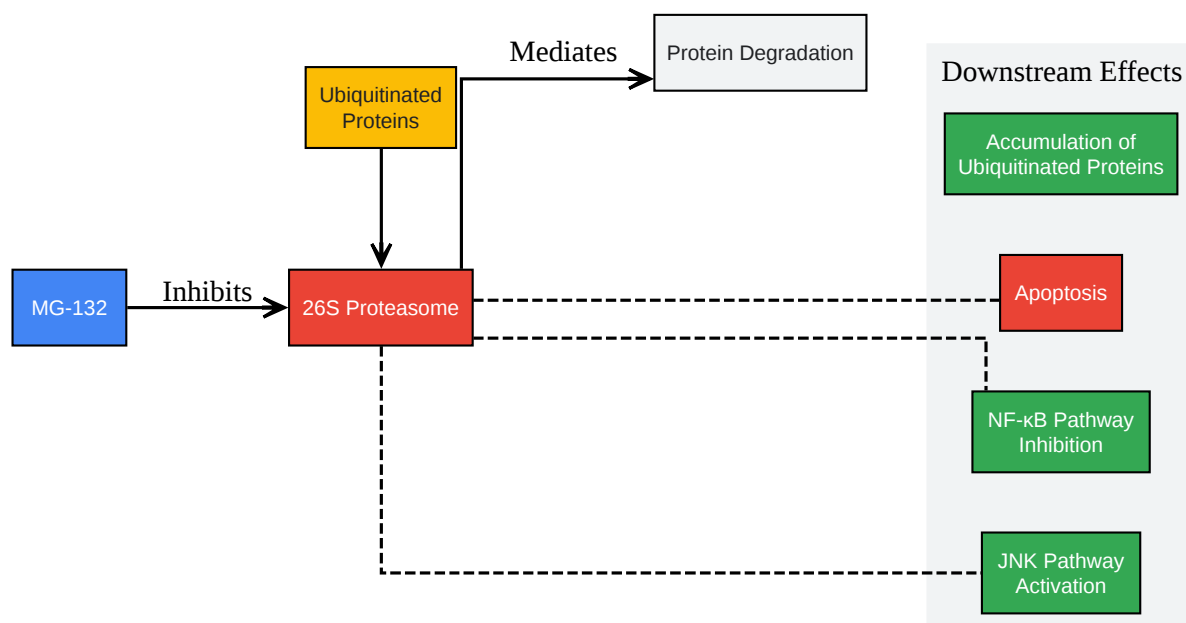 Mediates
Protein Degradation
Downstream Effects
Ubiquitinated
Proteins
Accumulation of
Ubiquitinated Proteins
MG-132
Inhibits
26S Proteasome
Apoptosis
NF-κB Pathway
Inhibition
JNK Pathway
Activation